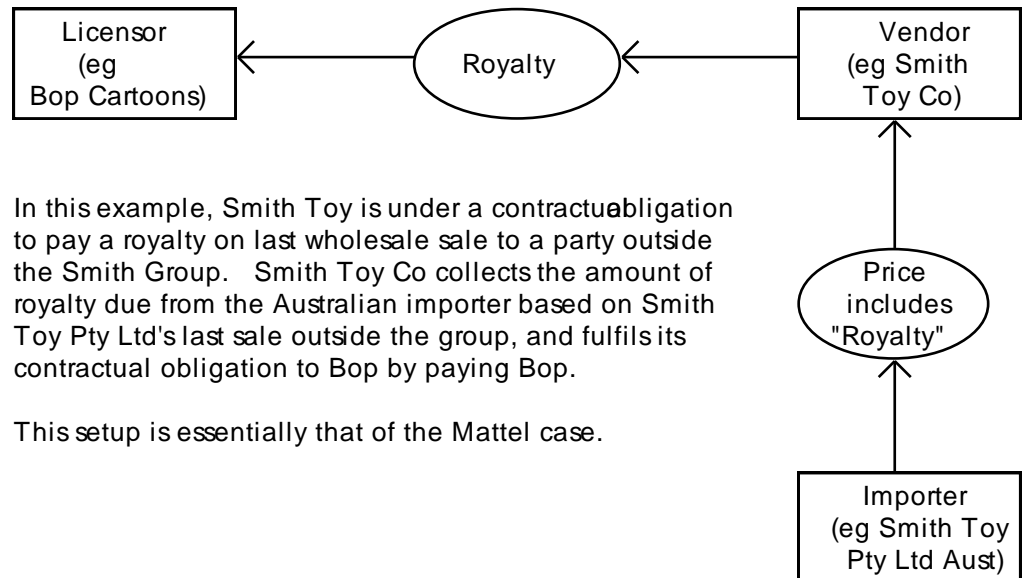 Licensor
(eg
Bop Cartoons)
Royalty
Vendor
(eg Smith
Toy Co)
In this example, Smith Toy is under a contractual obligation
to pay a royalty on last wholesale sale to a party outside
the Smith Group. Smith Toy Co collects the amount of
royalty due from the Australian importer based on Smith
Toy Pty Ltd's last sale outside the group, and fulfils its
contractual obligation to Bop by paying Bop.
This setup is essentially that of the Mattel case.
Price
includes
"Royalty"
Importer
(eg Smith Toy
Pty Ltd Aust)